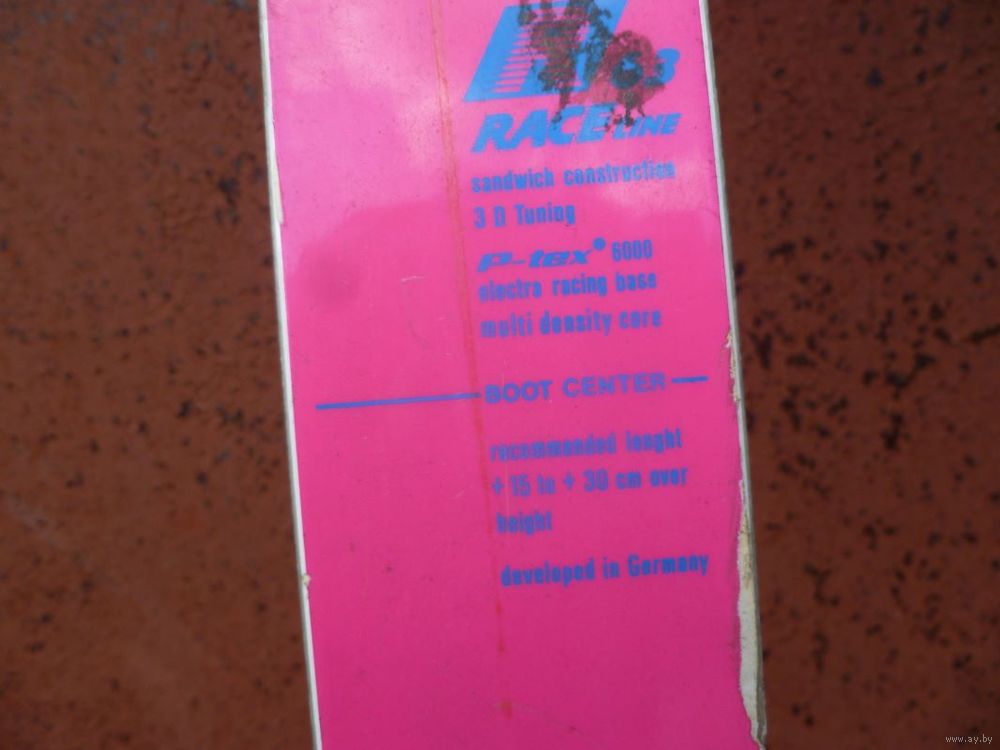 RACE-LINE
sandwich construction
3 D Tuning
p-tex® 6000
electra racing base
multi density core
BOOT CENTER
recommended lenght
+ 15 to + 30 cm over
height
developed in Germany
www.ay.by